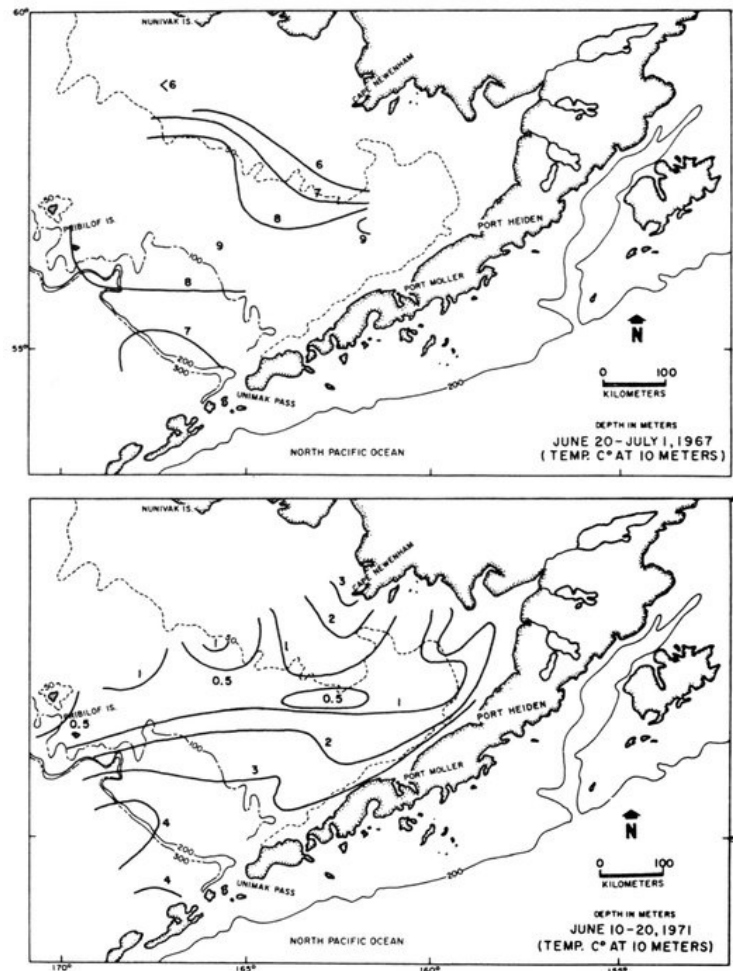 60°
NUNIVAK IS.
<6
CAPE NEWENHAM
6
7
8
9
50
PRIBILOF IS.
100
9
8
PORT HEIDEN
PORT MOLLER
7
55°
200
300
UNIMAK PASS
200
NORTH PACIFIC OCEAN
N
0 100
KILOMETERS
DEPTH IN METERS
JUNE 20-JULY 1, 1967
(TEMP. C° AT 10 METERS)
NUNIVAK IS.
CAPE NEWENHAM
3
2
1
1
50
1
0.5
50
PRIBILOF IS.
0.5
0.5
1
100
2
3
PORT HEIDEN
PORT MOLLER
4
200
300
4
UNIMAK PASS
200
NORTH PACIFIC OCEAN
N
0 100
KILOMETERS
DEPTH IN METERS
JUNE 10-20, 1971
(TEMP. C° AT 10 METERS)
170° 165° 160°